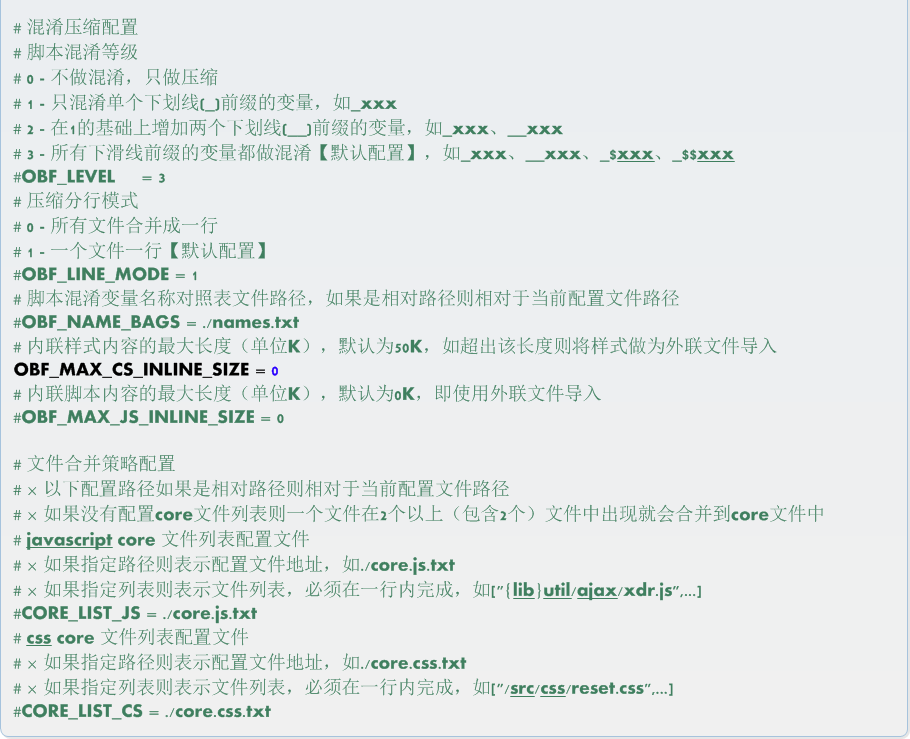 # 混淆压缩配置
# 脚本混淆等级
# 0 - 不做混淆，只做压缩
# 1 - 只混淆单个下划线(_)前缀的变量，如_xxx
# 2 - 在1的基础上增加两个下划线(__)前缀的变量，如_xxx、__xxx
# 3 - 所有下滑线前缀的变量都做混淆【默认配置】，如_xxx、__xxx、_$xxx、_$$xxx
#OBF_LEVEL = 3
# 压缩分行模式
# 0 - 所有文件合并成一行
# 1 - 一个文件一行【默认配置】
#OBF_LINE_MODE = 1
# 脚本混淆变量名称对照表文件路径，如果是相对路径则相对于当前配置文件路径
#OBF_NAME_BAGS = ./names.txt
# 内联样式内容的最大长度（单位K），默认为50K，如超出该长度则将样式做为外联文件导入
OBF_MAX_CS_INLINE_SIZE = 0
# 内联脚本内容的最大长度（单位K），默认为0K，即使用外联文件导入
#OBF_MAX_JS_INLINE_SIZE = 0
# 文件合并策略配置
# × 以下配置路径如果是相对路径则相对于当前配置文件路径
# × 如果没有配置core文件列表则一个文件在2个以上（包含2个）文件中出现就会合并到core文件中
# javascript core 文件列表配置文件
# × 如果指定路径则表示配置文件地址，如./core.js.txt
# × 如果指定列表则表示文件列表，必须在一行内完成，如["{lib}util/ajax/xdr.js",...]
#CORE_LIST_JS = ./core.js.txt
# css core 文件列表配置文件
# × 如果指定路径则表示配置文件地址，如./core.css.txt
# × 如果指定列表则表示文件列表，必须在一行内完成，如["/src/css/reset.css",...]
#CORE_LIST_CS = ./core.css.txt